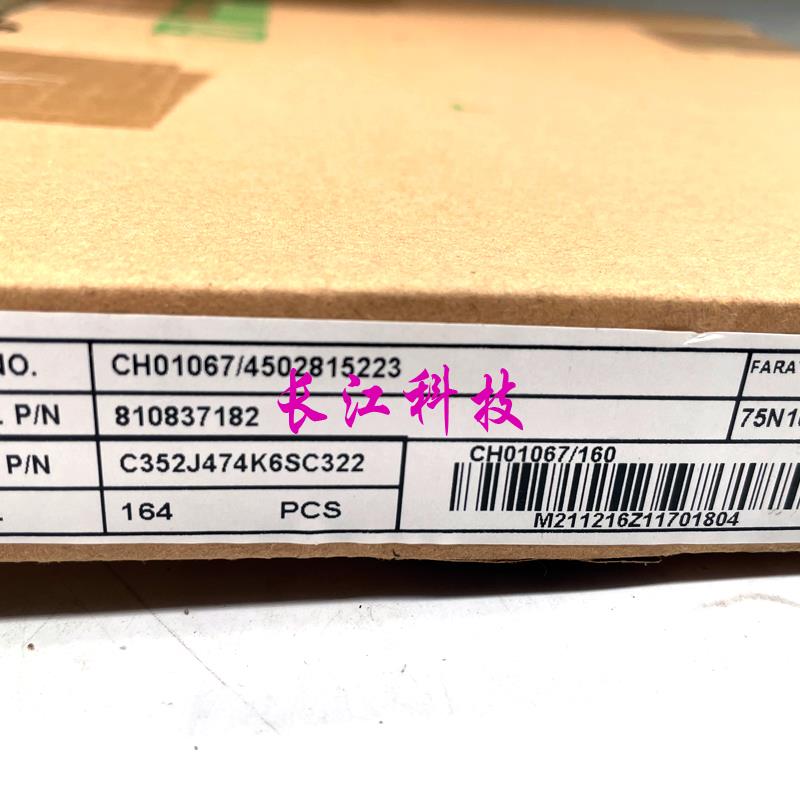 NO. CH01067/4502815223 FARA
长江科技
. P/N 810837182 75N1
P/N C352J474K6SC322 CH01067/160
164 PCS M211216Z11701804